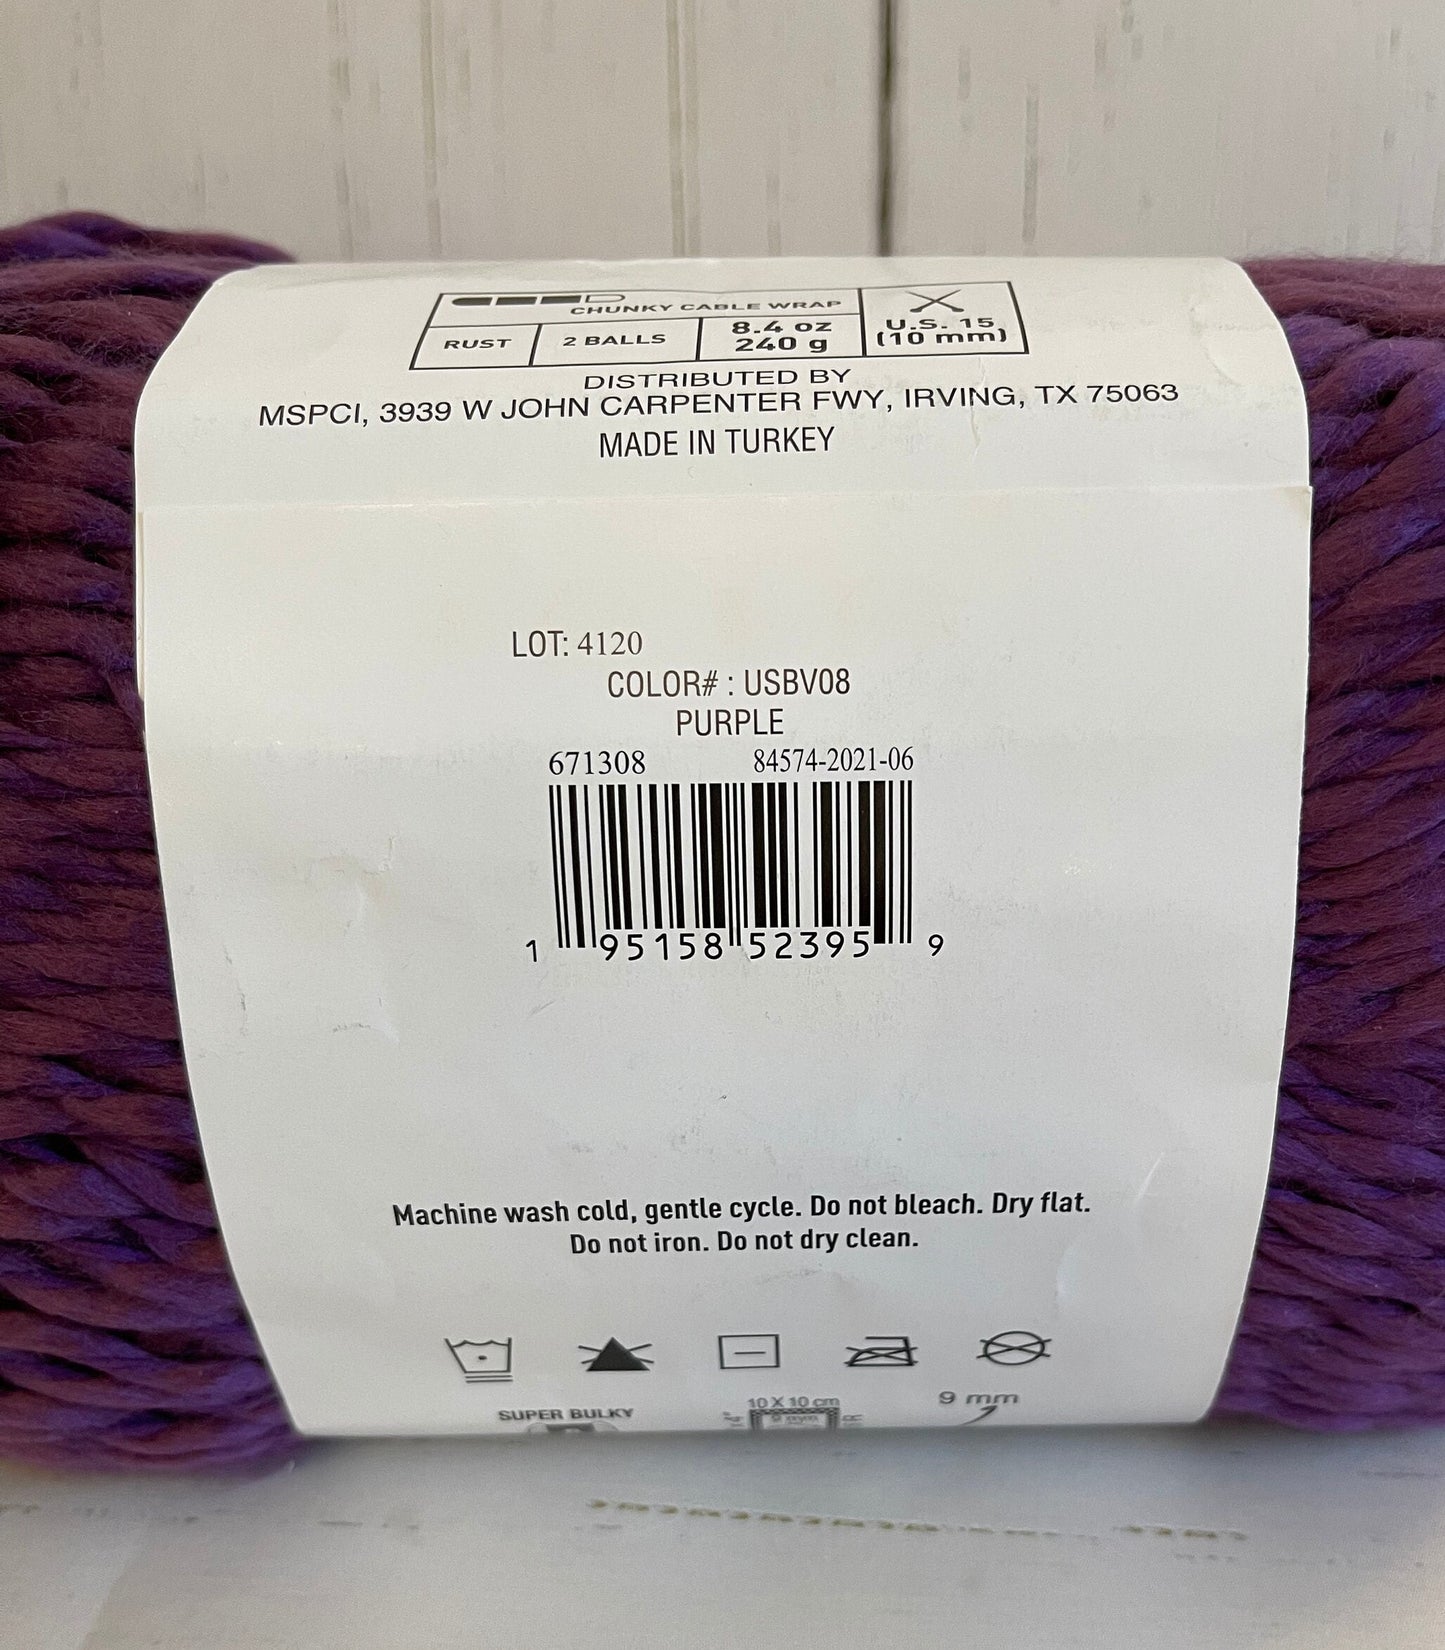 CHUNKY CABLE WRAP
RUST 2 BALLS 8.4 oz 240 g U.S. 15 (10 mm)
DISTRIBUTED BY
MSPCI, 3939 W JOHN CARPENTER FWY, IRVING, TX 75063
MADE IN TURKEY
LOT: 4120
COLOR# : USBV08
PURPLE
671308 84574-2021-06
1 95158 52395 9
Machine wash cold, gentle cycle. Do not bleach. Dry flat.
Do not iron. Do not dry clean.
SUPER BULKY 10 X 10 cm 9 mm